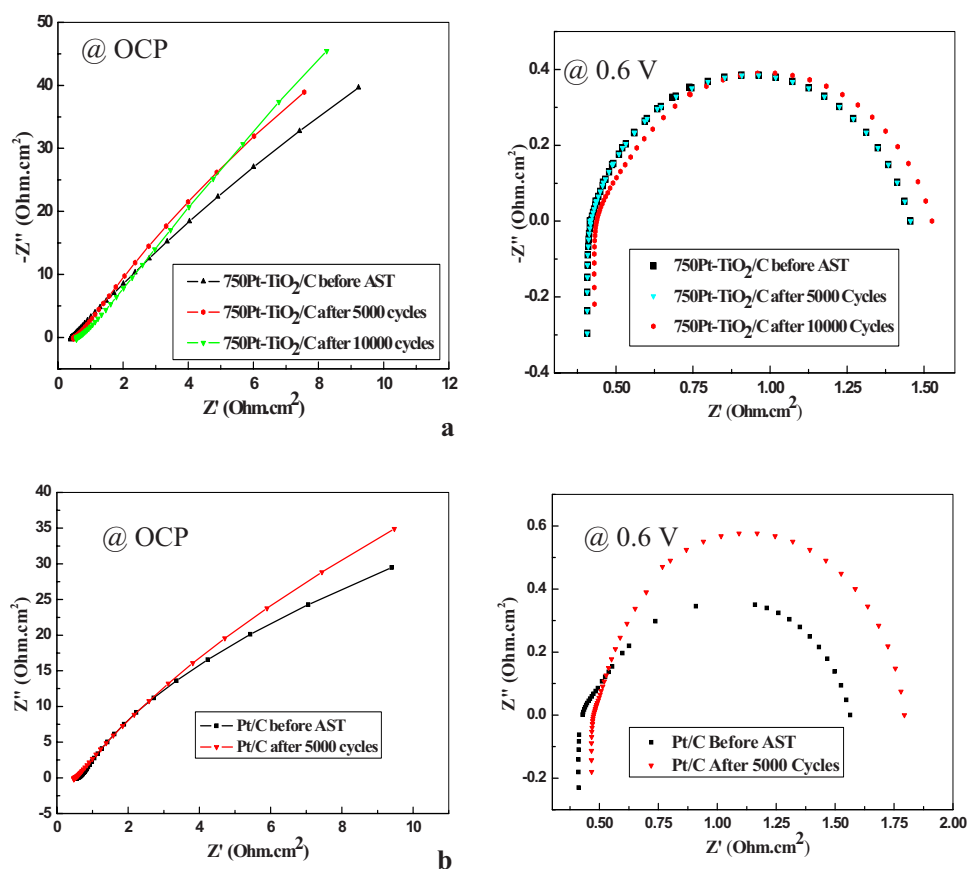 @ OCP
-Z" (Ohm.cm²)
50
40
30
20
10
0
750Pt-TiO₂/C before AST
750Pt-TiO₂/C after 5000 cycles
750Pt-TiO₂/C after 10000 cycles
0 2 4 6 8 10 12
Z' (Ohm.cm²)
@ 0.6 V
-Z" (Ohm.cm²)
0.4
0.2
0.0
-0.2
-0.4
750Pt-TiO₂/C before AST
750Pt-TiO₂/C after 5000 Cycles
750Pt-TiO₂/C after 10000 Cycles
0.50 0.75 1.00 1.25 1.50
Z' (Ohm.cm²)
a
@ OCP
Z" (Ohm.cm²)
40
35
30
25
20
15
10
5
0
-5
Pt/C before AST
Pt/C after 5000 cycles
0 2 4 6 8 10
Z' (Ohm.cm²)
@ 0.6 V
Z" (Ohm.cm²)
0.6
0.4
0.2
0.0
-0.2
Pt/C Before AST
Pt/C After 5000 Cycles
0.50 0.75 1.00 1.25 1.50 1.75 2.00
Z' (Ohm.cm²)
b